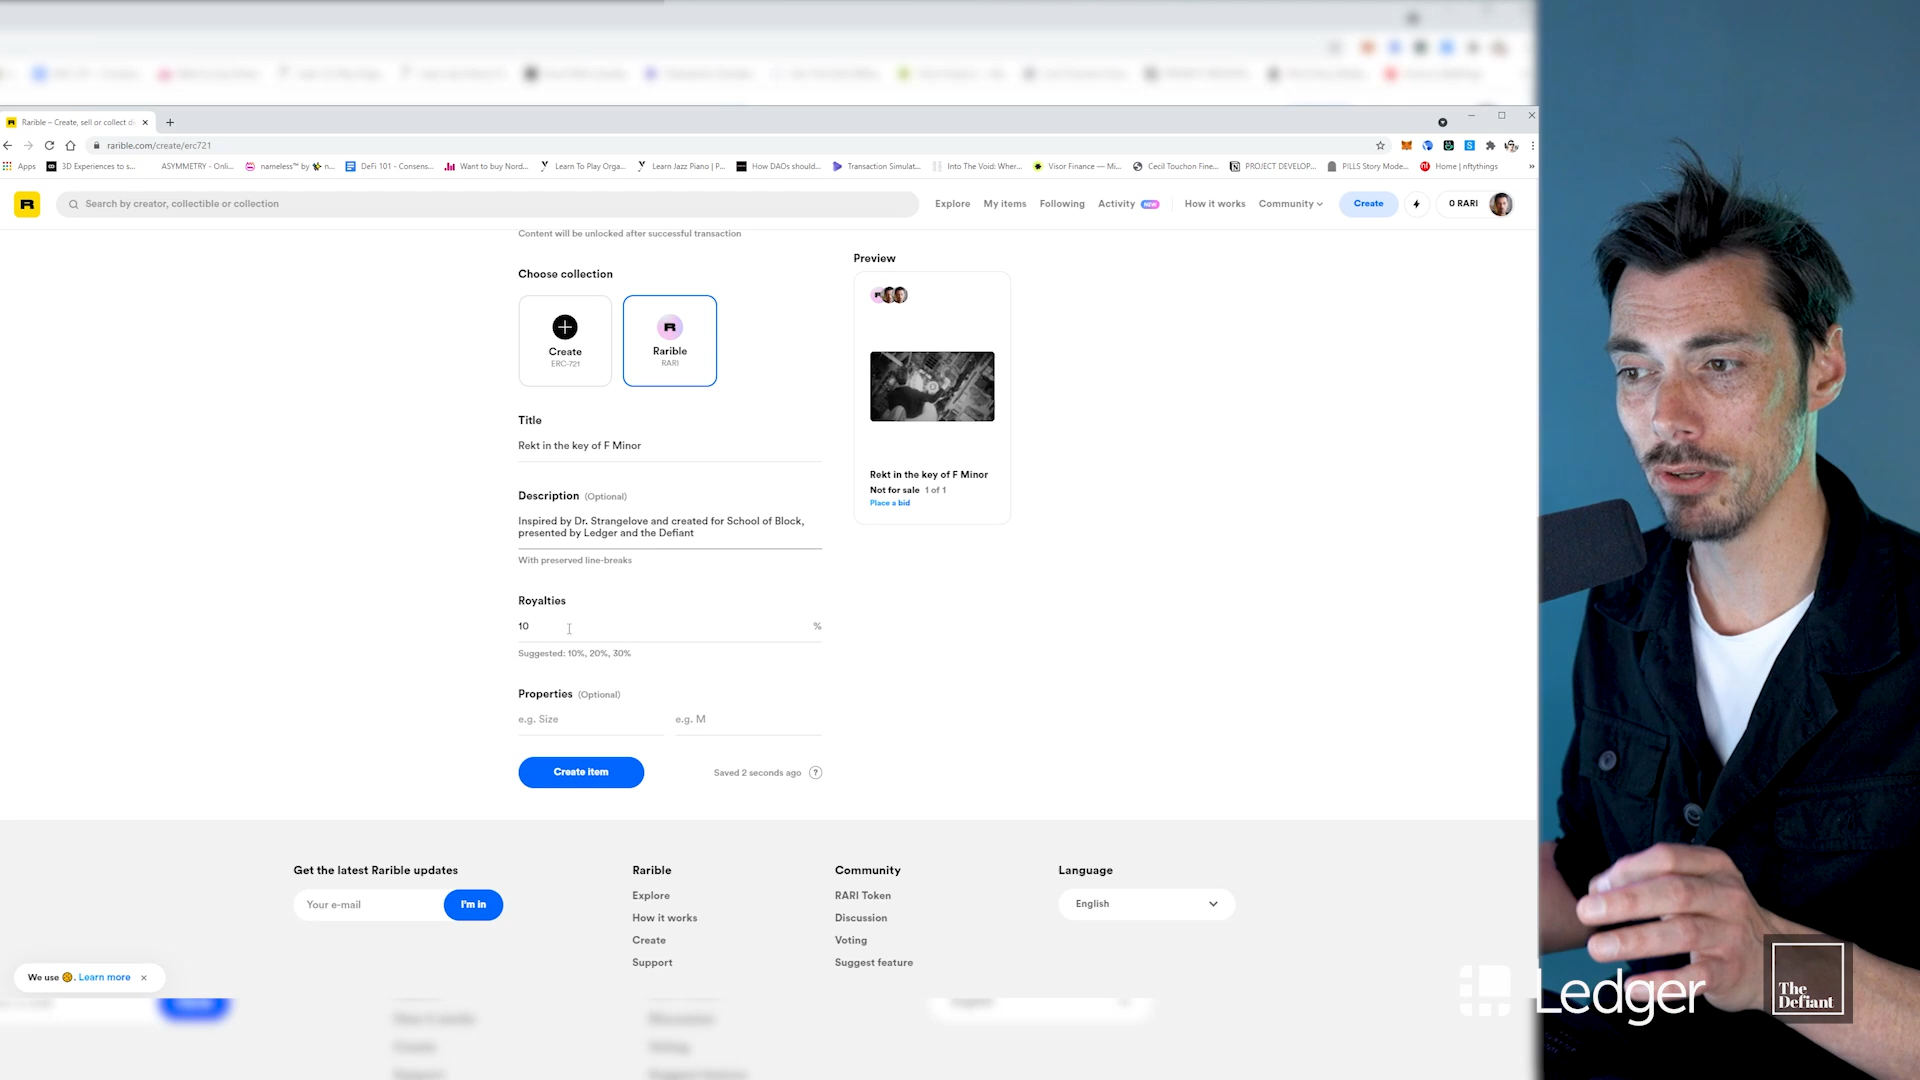 Rarible – Create, sell or collect di
rarible.com/create/erc721
Apps
3D Experiences to s...
ASYMMETRY - Onli...
nameless™ by
n...
DeFi 101 - Consens...
Want to buy Nord...
Learn To Play Orga...
Learn Jazz Piano | P...
How DAOs should...
Transaction Simulat...
Into The Void: Wher...
Visor Finance — Mi...
Cecil Touchon Fine...
PROJECT DEVELOP...
PILLS Story Mode...
Home | nftythings
»
R
Search by creator, collectible or collection
Explore
My items
Following
Activity NEW
How it works
Community
Create
0 RARI
Content will be unlocked after successful transaction
Choose collection
Create
ERC-721
R
Rarible
RARI
Title
Rekt in the key of F Minor
Description (Optional)
Inspired by Dr. Strangelove and created for School of Block,
presented by Ledger and the Defiant
With preserved line-breaks
Royalties
10 %
Suggested: 10%, 20%, 30%
Properties (Optional)
e.g. Size
e.g. M
Create item
Saved 2 seconds ago ?
Preview
Rekt in the key of F Minor
Not for sale 1 of 1
Place a bid
Get the latest Rarible updates
Your e-mail
I'm in
Rarible
Explore
How it works
Create
Support
Community
RARI Token
Discussion
Voting
Suggest feature
Language
English
We use 🍪. Learn more
Ledger
The
Defiant